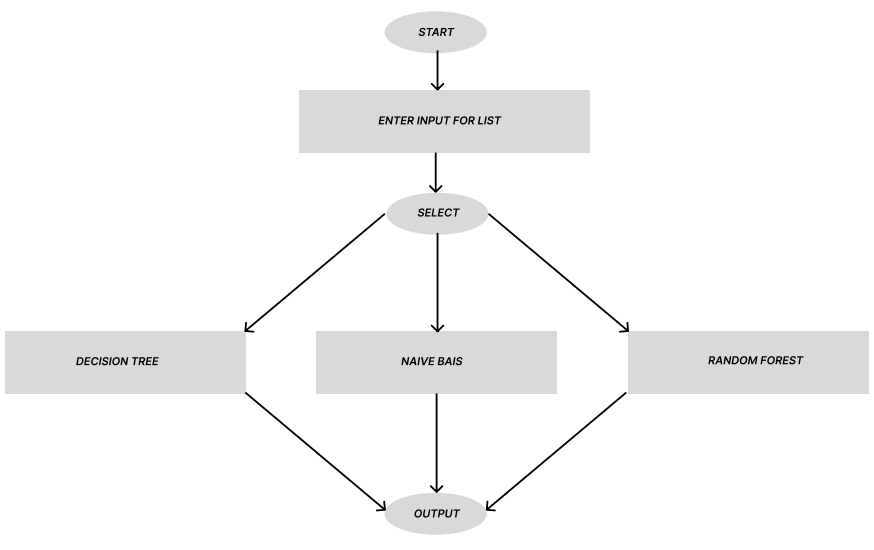 START
ENTER INPUT FOR LIST
SELECT
DECISION TREE
NAIVE BAIS
RANDOM FOREST
OUTPUT